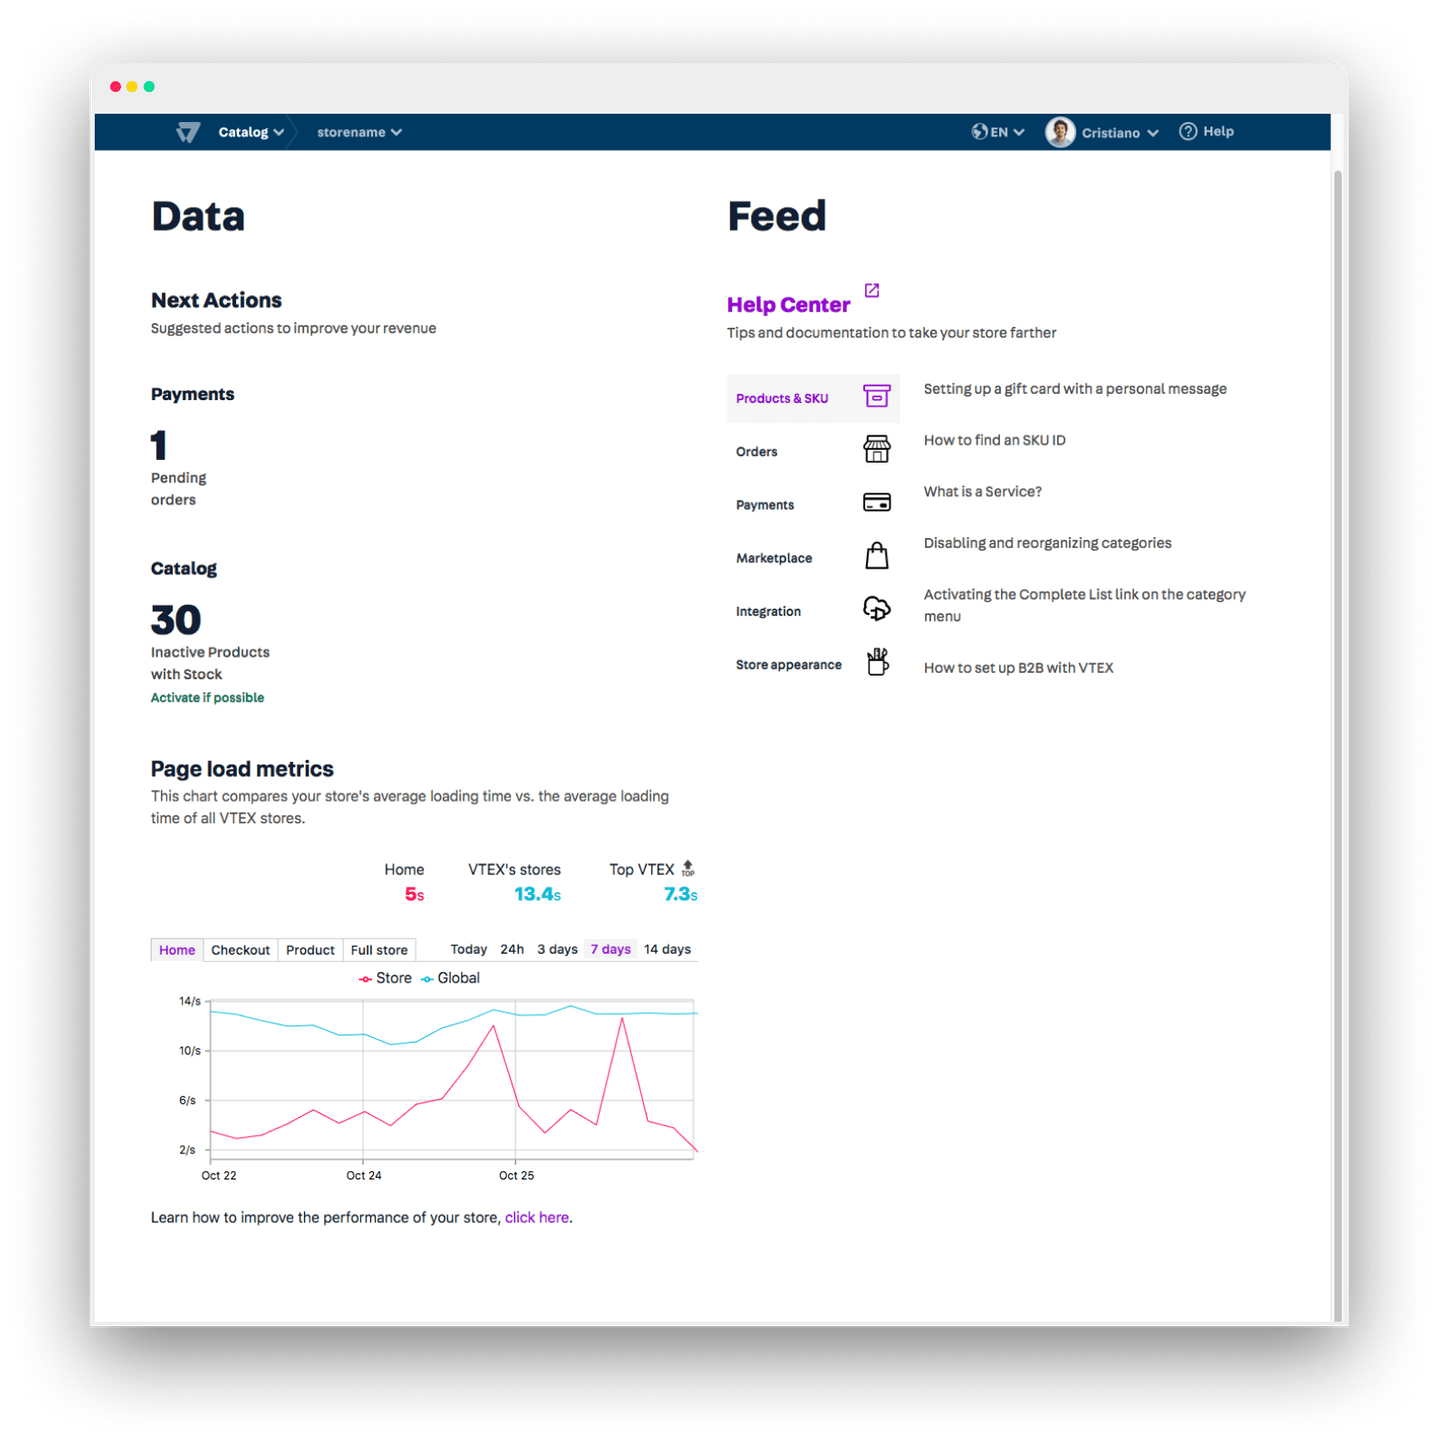 Catalog
storename
EN
Cristiano
Help
Data
Next Actions
Suggested actions to improve your revenue
Payments
1
Pending
orders
Catalog
30
Inactive Products
with Stock
Activate if possible
Page load metrics
This chart compares your store's average loading time vs. the average loading
time of all VTEX stores.
Home
VTEX's stores
Top VTEX
TOP
5s
13.4s
7.3s
Home
Checkout
Product
Full store
Today
24h
3 days
7 days
14 days
Store
Global
14/s
10/s
6/s
2/s
Oct 22
Oct 24
Oct 25
Learn how to improve the performance of your store, click here.
Feed
Help Center
Tips and documentation to take your store farther
Products & SKU
Orders
Payments
Marketplace
Integration
Store appearance
Setting up a gift card with a personal message
How to find an SKU ID
What is a Service?
Disabling and reorganizing categories
Activating the Complete List link on the category
menu
How to set up B2B with VTEX